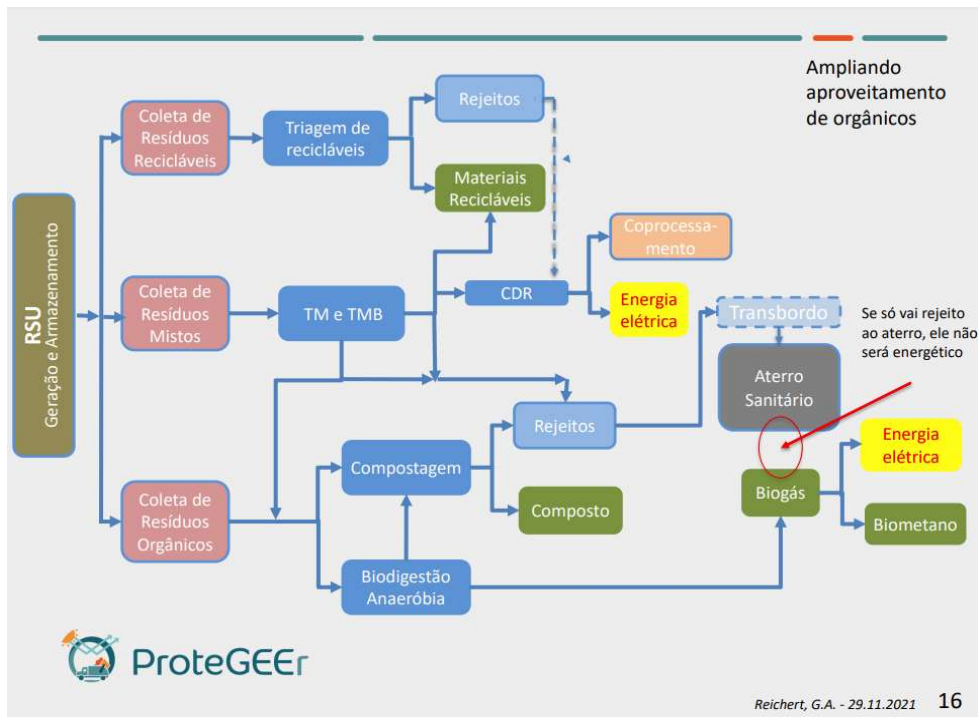 Ampliando
aproveitamento
de orgânicos
Rejeitos
Coleta de
Resíduos
Recicláveis
Triagem de
recicláveis
Materiais
Recicláveis
Coprocessa-
mento
RSU
Geração e Armazenamento
Coleta de
Resíduos
Mistos
TM e TMB
CDR
Energia
elétrica
Transbordo
Se só vai rejeito
ao aterro, ele não
será energético
Aterro
Sanitário
Rejeitos
Energia
elétrica
Compostagem
Coleta de
Resíduos
Orgânicos
Composto
Biogás
Biometano
Biodigestão
Anaeróbia
ProteGEEr
Reichert, G.A. - 29.11.2021 16